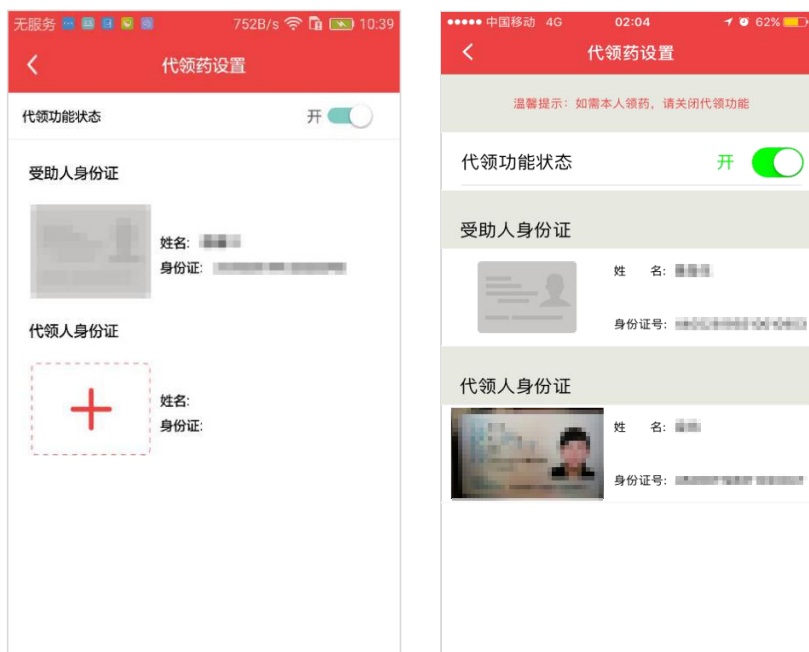 无服务 752B/s 10:39
代领药设置
代领功能状态 开
受助人身份证
姓名:
身份证:
代领人身份证
姓名:
身份证:
中国移动 4G 02:04 62%
代领药设置
温馨提示：如需本人领药，请关闭代领功能
代领功能状态 开
受助人身份证
姓 名:
身份证号:
代领人身份证
姓 名:
身份证号: